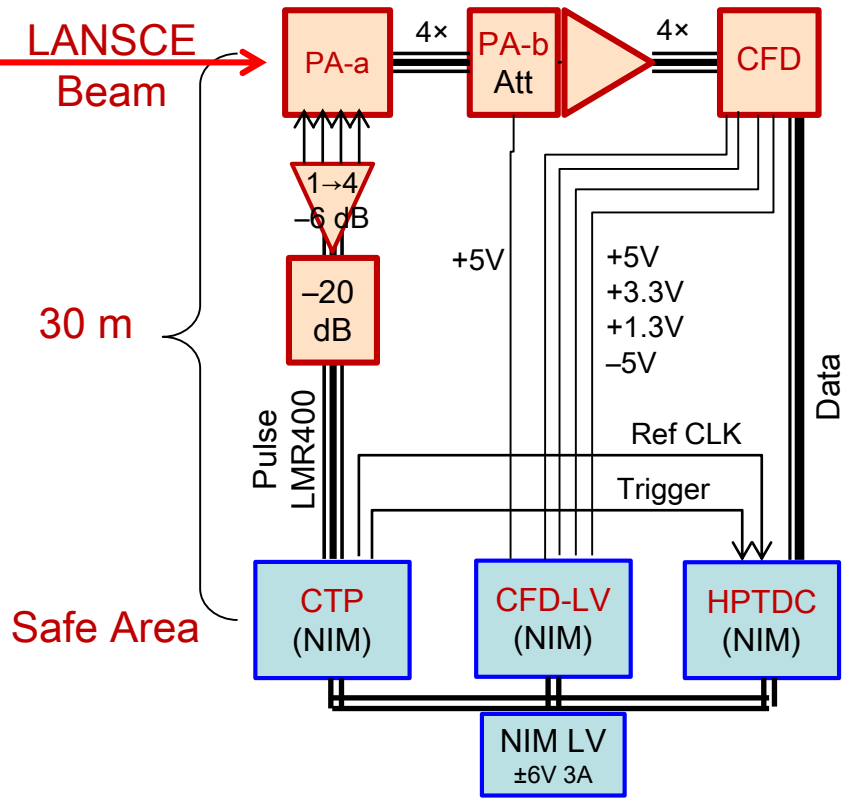 LANSCE
Beam
PA-a
4×
PA-b
Att
4×
CFD
1→4
–6 dB
–20
dB
+5V
+5V
+3.3V
+1.3V
–5V
30 m
Pulse
LMR400
Data
Ref CLK
Trigger
Safe Area
CTP
(NIM)
CFD-LV
(NIM)
HPTDC
(NIM)
NIM LV
±6V 3A